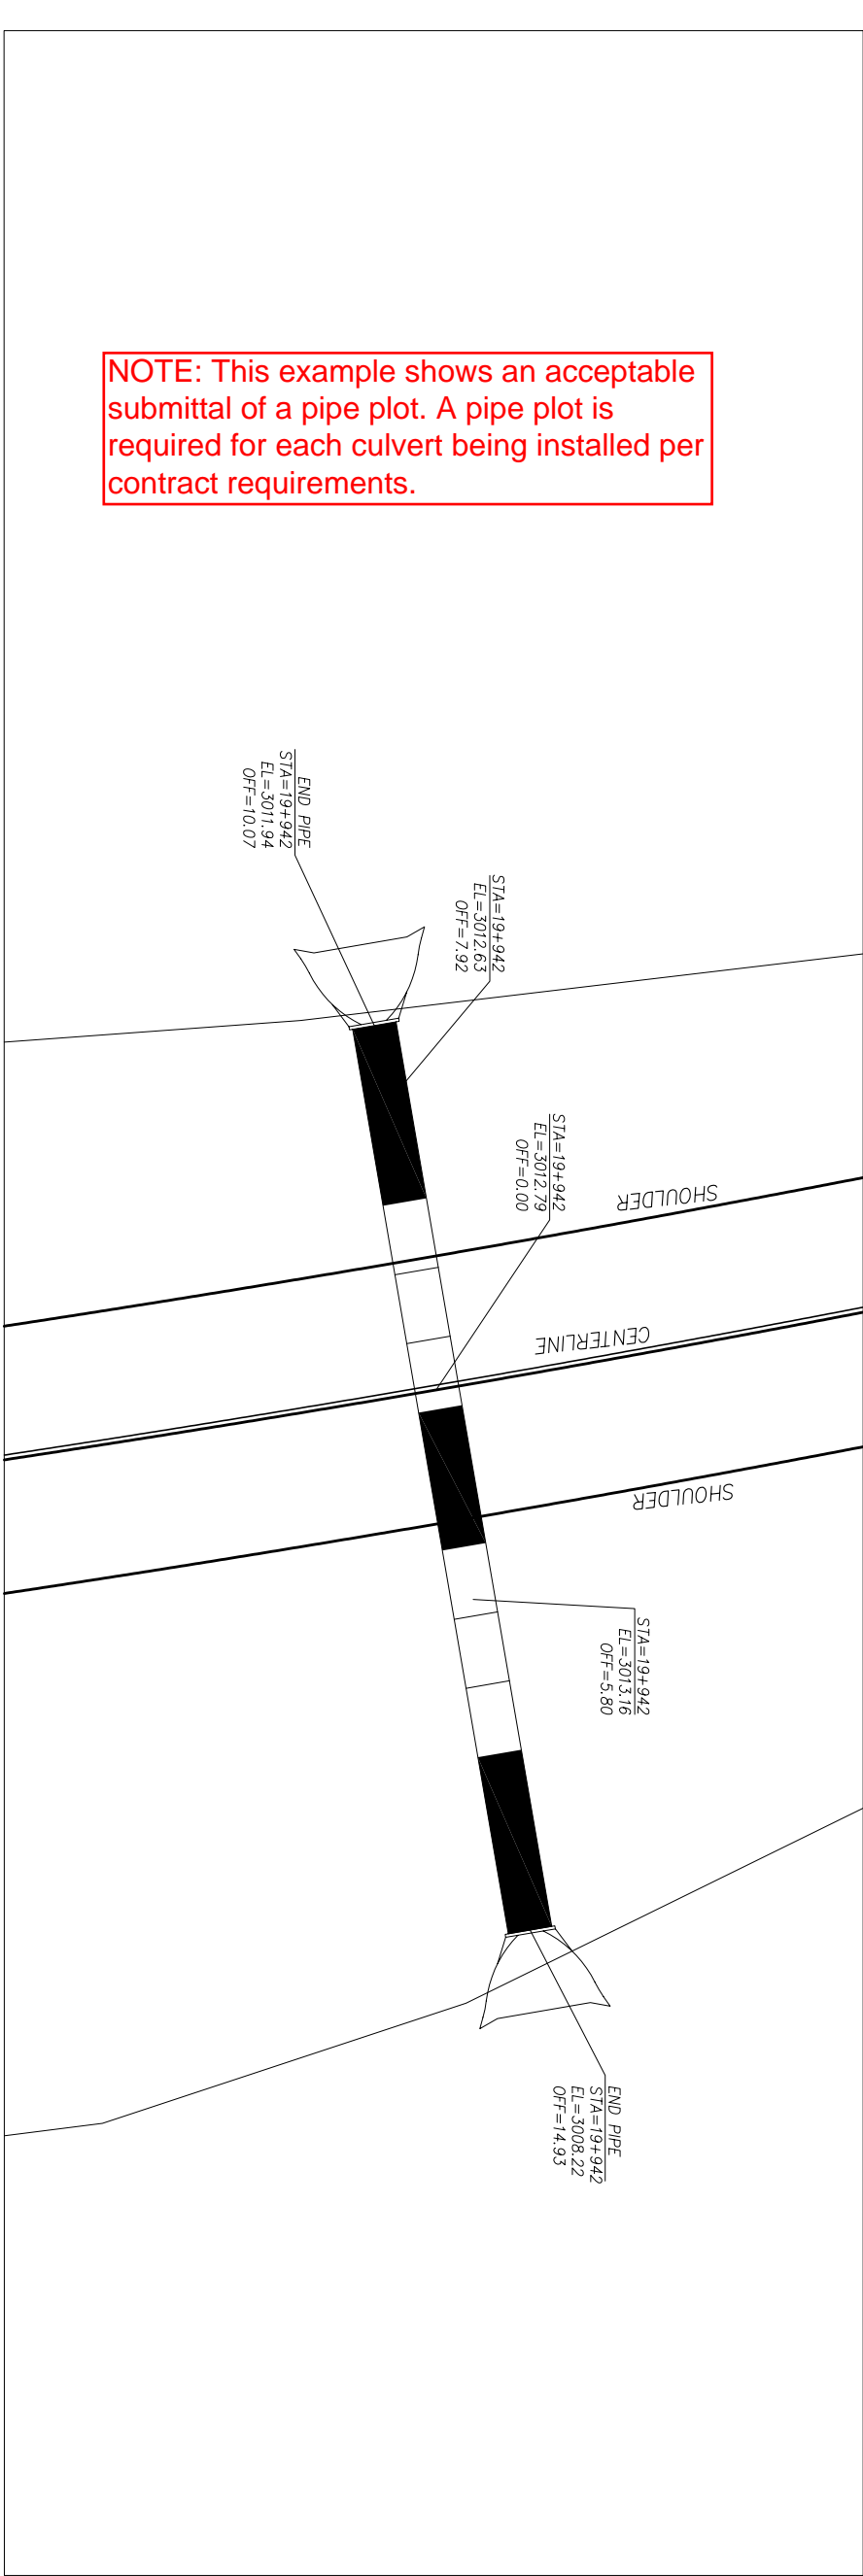 NOTE: This example shows an acceptable
submittal of a pipe plot. A pipe plot is
required for each culvert being installed per
contract requirements.
END PIPE
STA=19+942
EL=3011.94
OFF=10.07
STA=19+942
EL=3012.63
OFF=7.92
STA=19+942
EL=3012.79
OFF=0.00
SHOULDER
CENTERLINE
SHOULDER
STA=19+942
EL=3013.16
OFF=5.80
END PIPE
STA=19+942
EL=3008.22
OFF=14.93